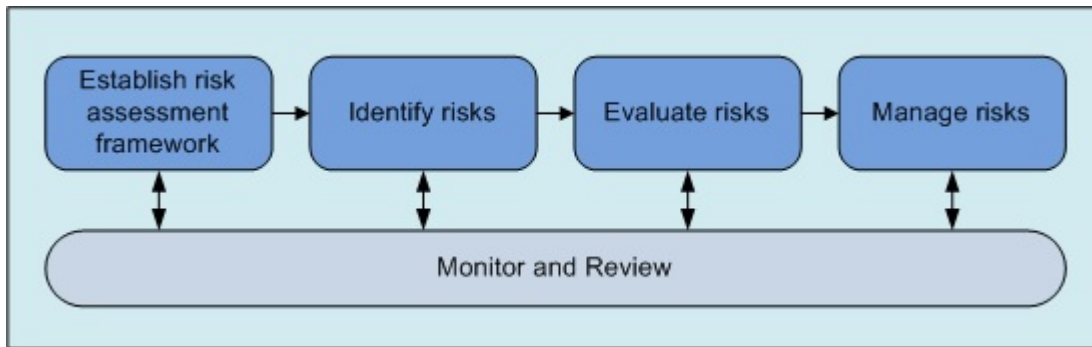 Establish risk
assessment
framework
Identify risks
Evaluate risks
Manage risks
Monitor and Review